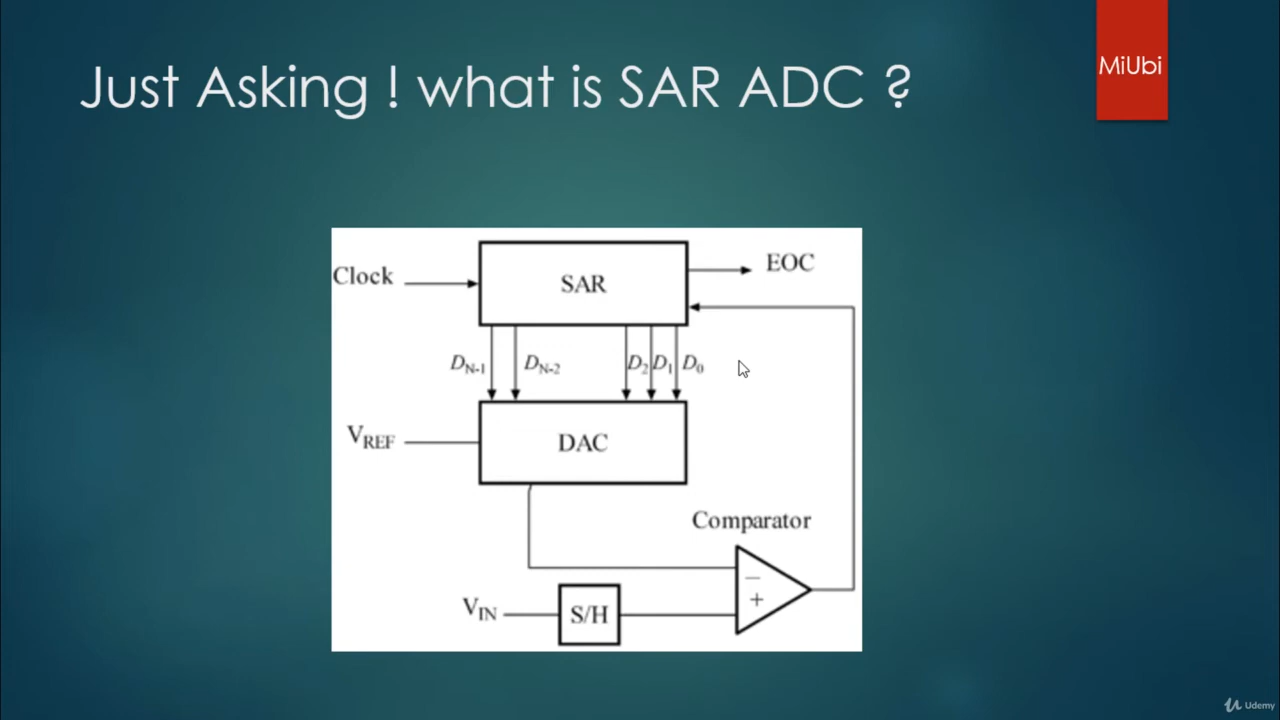 Just Asking ! what is SAR ADC ?
MiUbi
Clock
SAR
EOC
D_N-1
D_N-2
D_2
D_1
D_0
V_REF
DAC
Comparator
−
+
V_IN
S/H
Udemy